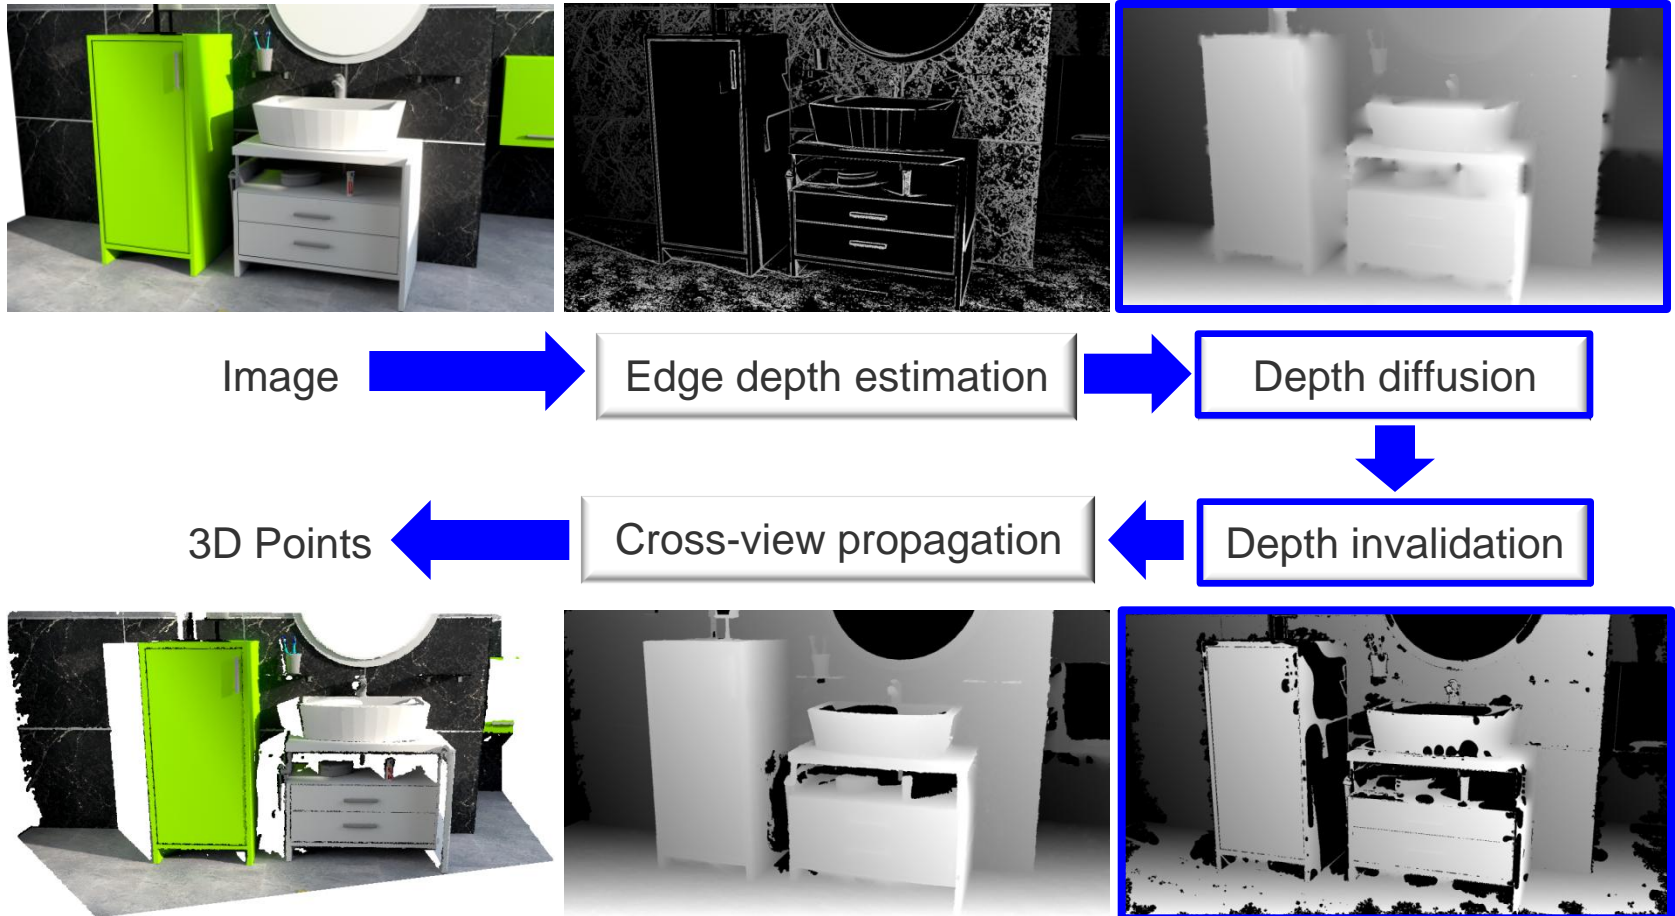 Image
Edge depth estimation
Depth diffusion
3D Points
Cross-view propagation
Depth invalidation